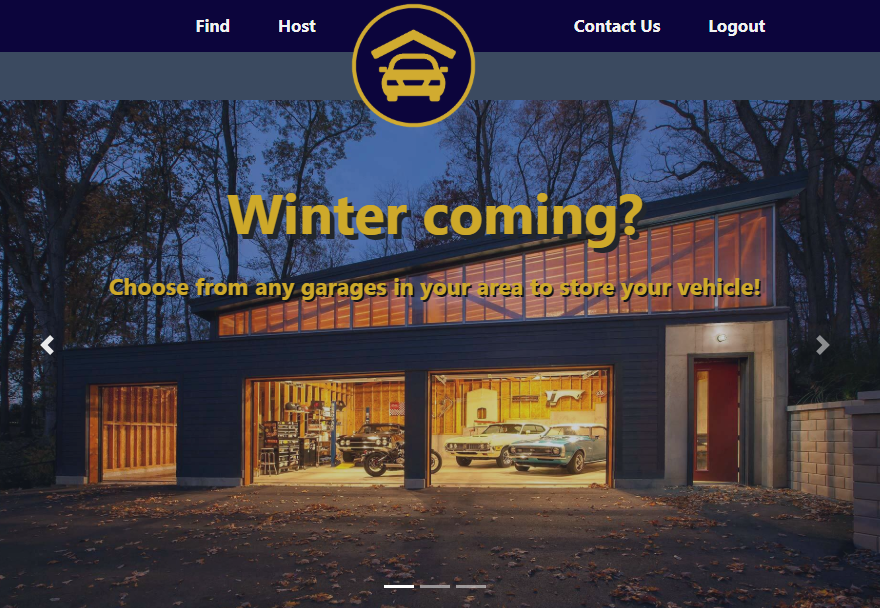 Find
Host
Contact Us
Logout
Winter coming?
Choose from any garages in your area to store your vehicle!